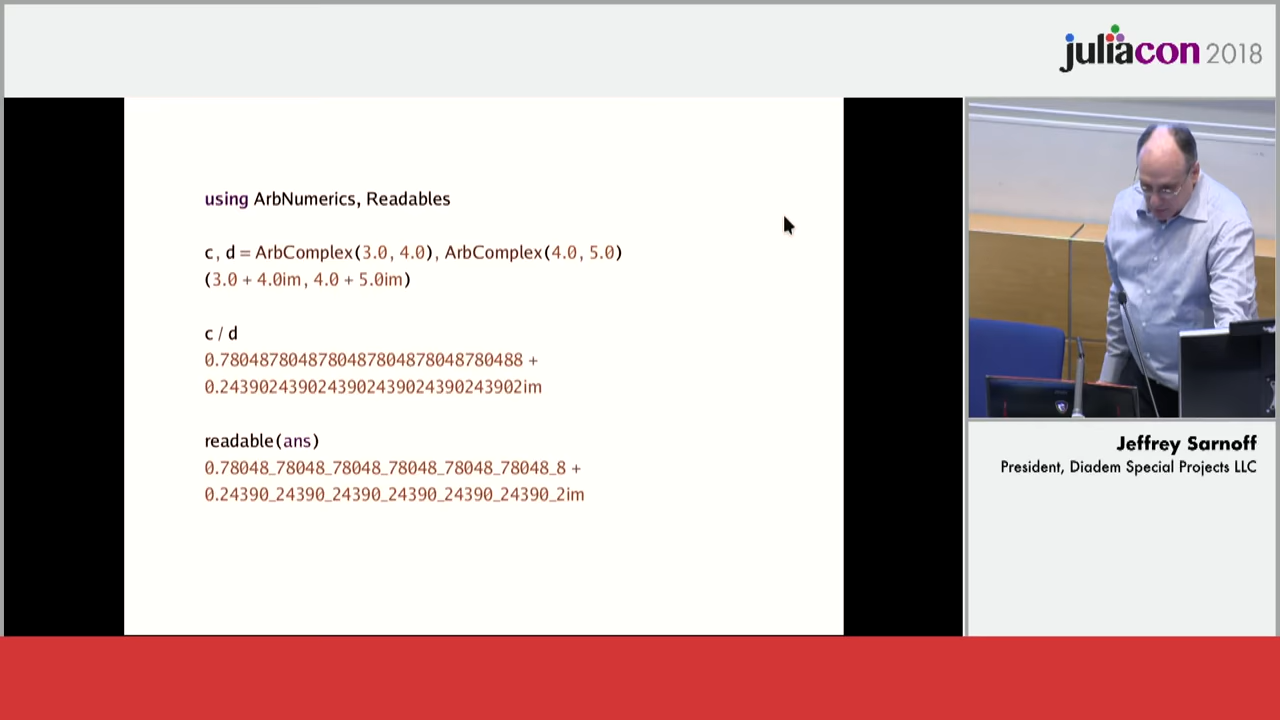 juliacon 2018
using ArbNumerics, Readables
c, d = ArbComplex(3.0, 4.0), ArbComplex(4.0, 5.0)
(3.0 + 4.0im, 4.0 + 5.0im)
c / d
0.7804878048780487804878048780488 +
0.2439024390243902439024390243902im
readable(ans)
0.78048_78048_78048_78048_78048_78048_8 +
0.24390_24390_24390_24390_24390_24390_2im
Jeffrey Sarnoff
President, Diadem Special Projects LLC